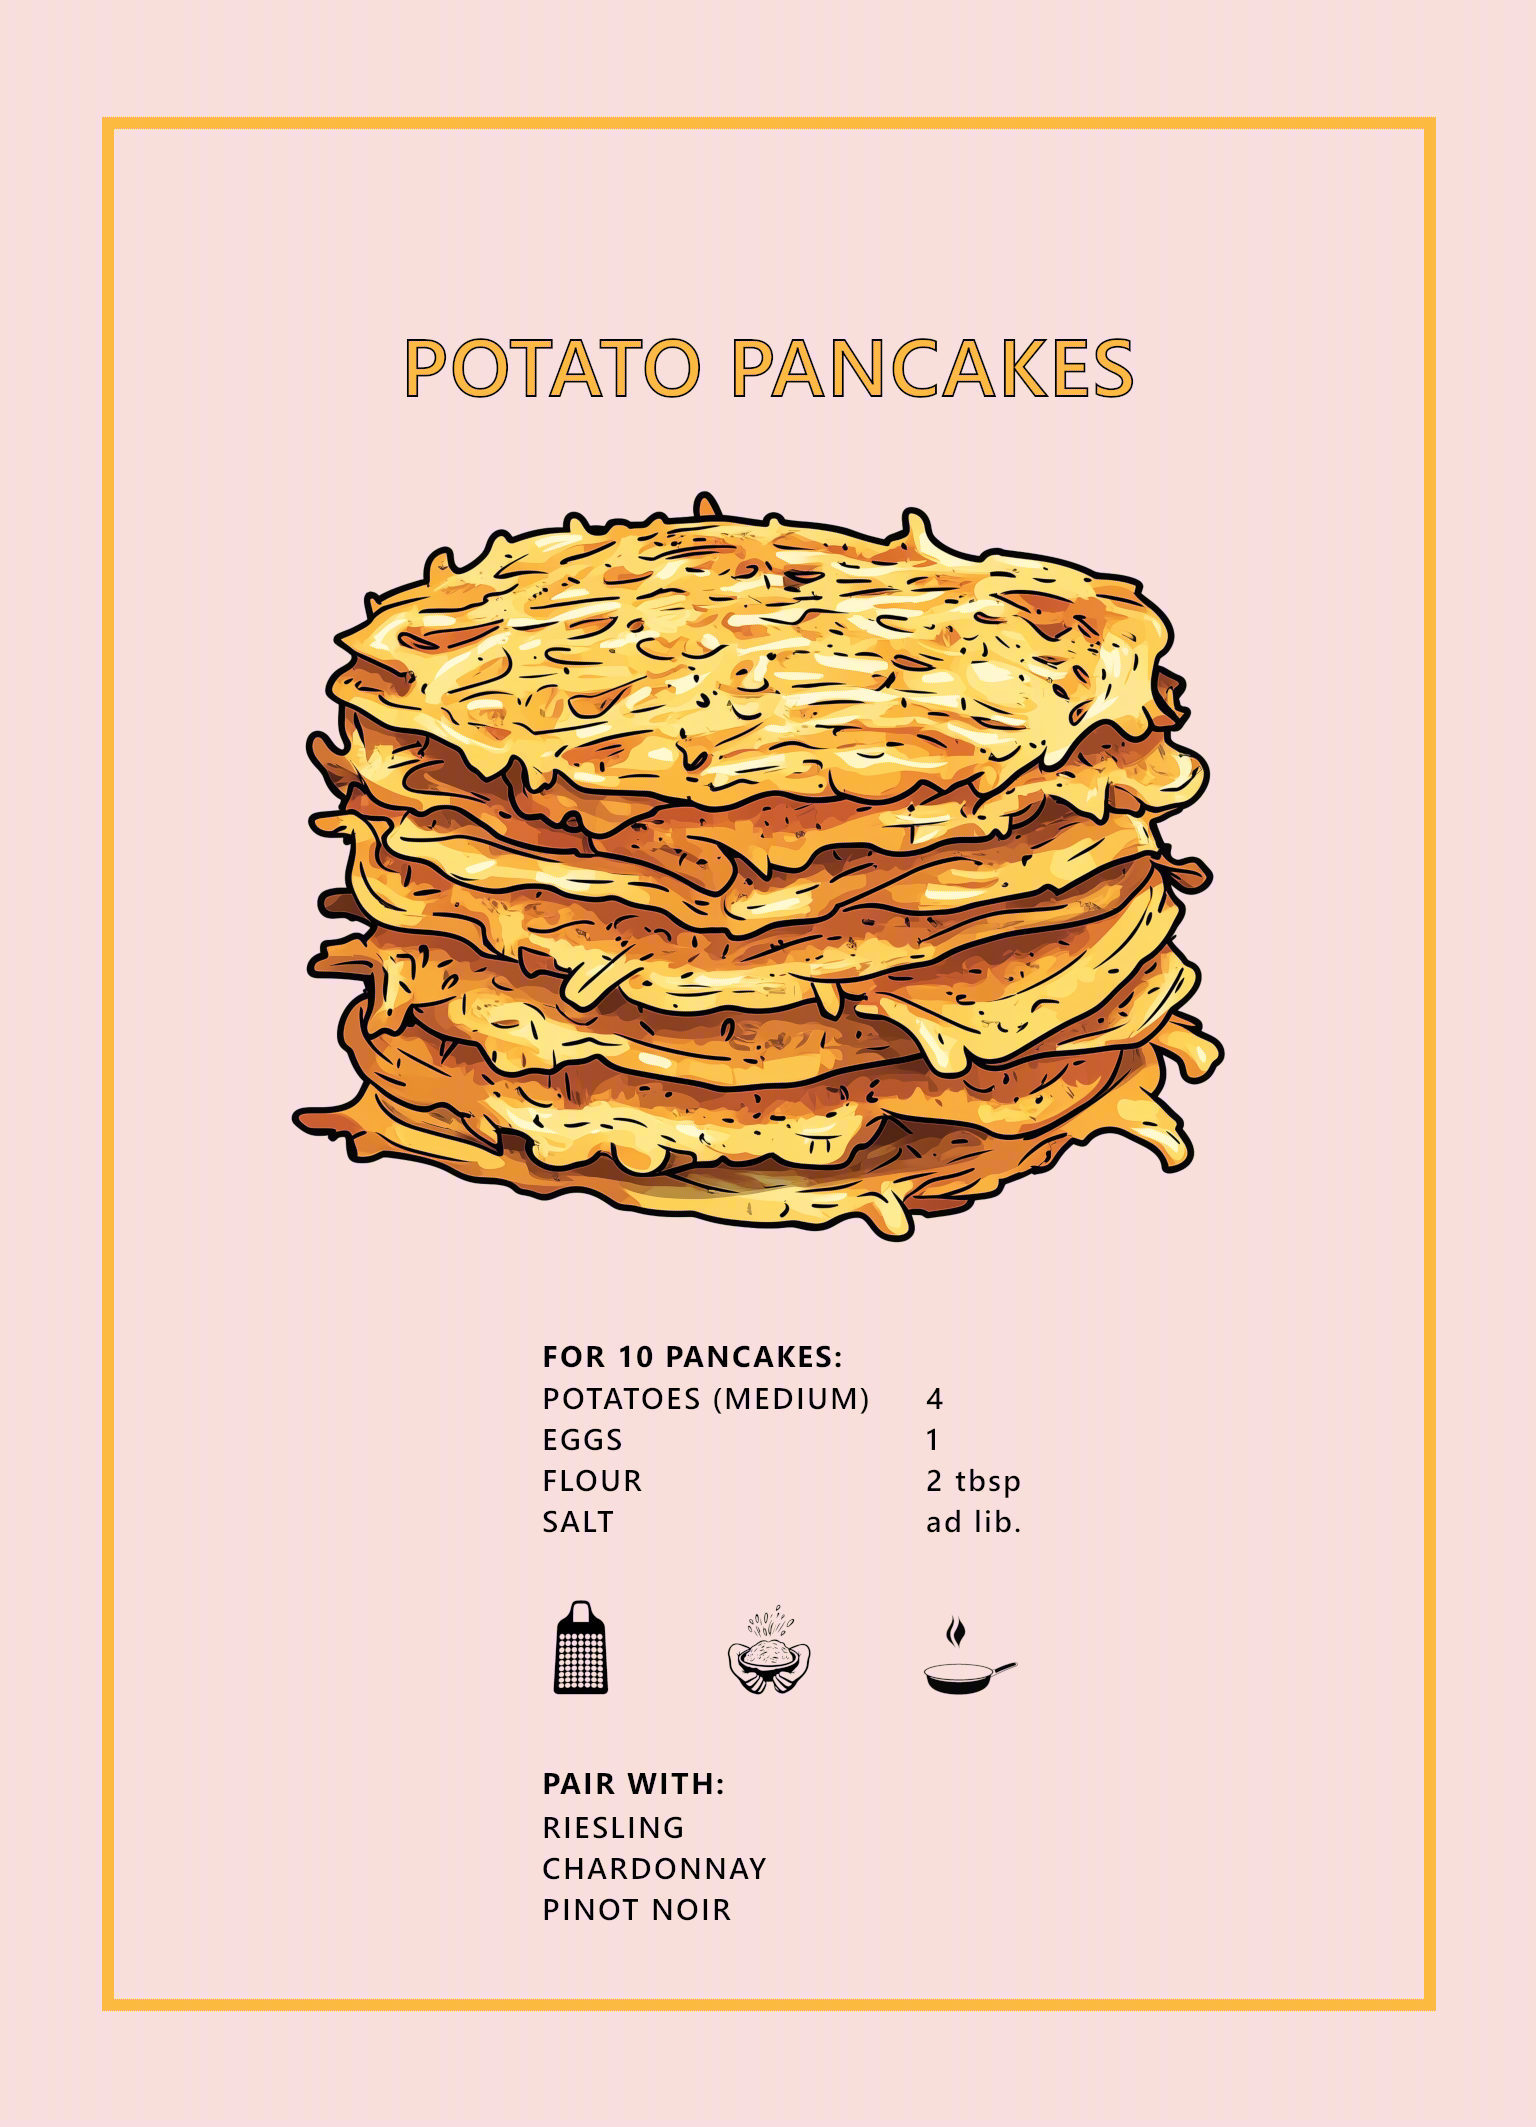 POTATO PANCAKES
FOR 10 PANCAKES:
POTATOES (MEDIUM) 4
EGGS 1
FLOUR 2 tbsp
SALT ad lib.
PAIR WITH:
RIESLING
CHARDONNAY
PINOT NOIR